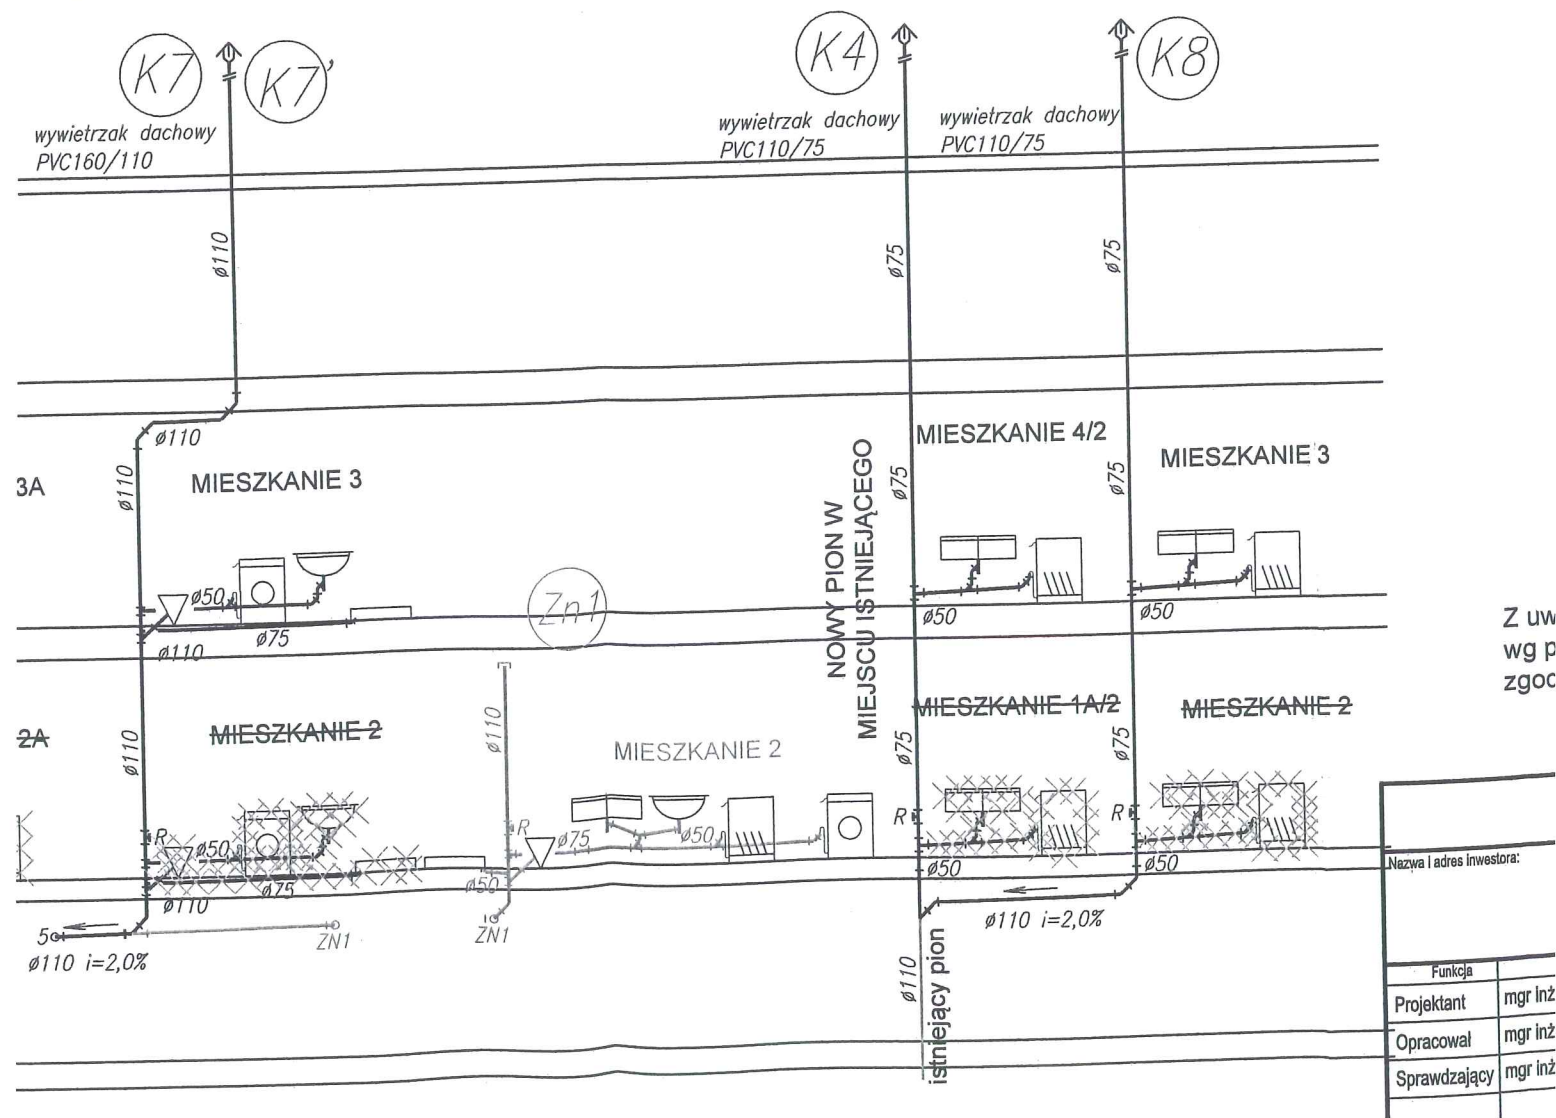 K7
K7'
K4
K8
wywietrzak dachowy
PVC160/110
wywietrzak dachowy
PVC110/75
wywietrzak dachowy
PVC110/75
ø110
ø75
ø75
ø110
ø110
3A
MIESZKANIE 3
NOWY PION W
MIEJSCU ISTNIEJĄCEGO
ø75
MIESZKANIE 4/2
ø75
MIESZKANIE 3
ø50
ø75
ø110
Zn1
ø50
ø50
Z uw
wg p
zgod
2A
ø110
MIESZKANIE 2
ø110
MIESZKANIE 2
ø75
MIESZKANIE 1A/2
ø75
MIESZKANIE 2
R
ø50
ø75
ø110
R
ø75
ø50
ø50
R
ø50
R
ø50
5
ø110 i=2,0%
ZN1
ZN1
ø110 i=2,0%
ø110
istniejący pion
Nazwa i adres inwestora:
Funkcja
Projektant
mgr inż
Opracował
mgr inż
Sprawdzający
mgr inż